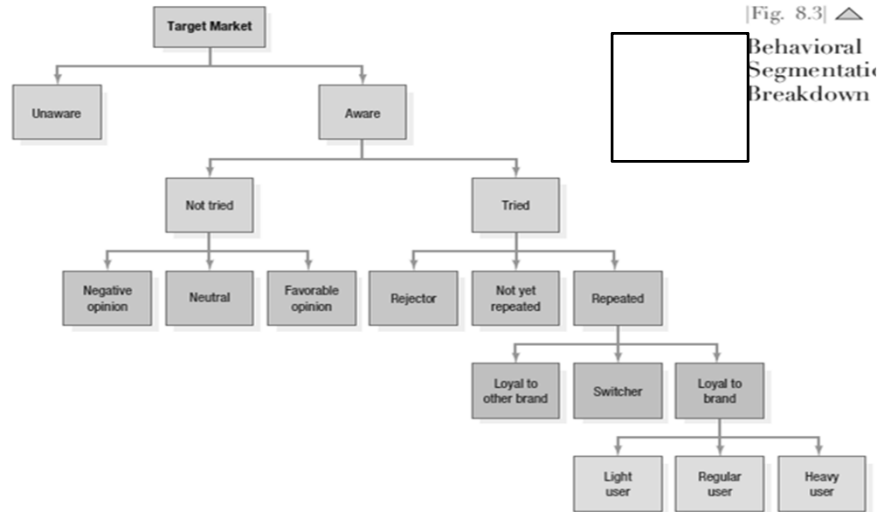 |Fig. 8.3|
Behavioral
Segmentati
Breakdown
Target Market
Unaware
Aware
Not tried
Tried
Negative
opinion
Neutral
Favorable
opinion
Rejector
Not yet
repeated
Repeated
Loyal to
other brand
Switcher
Loyal to
brand
Light
user
Regular
user
Heavy
user